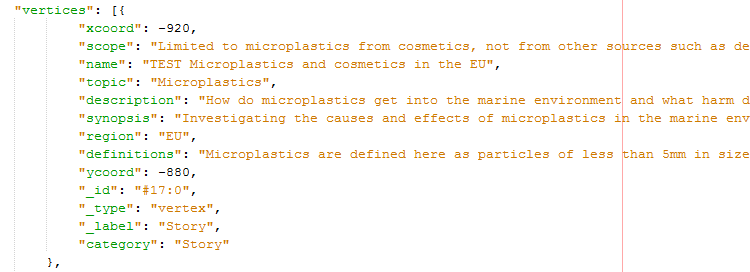 "vertices": [{
"xcoord": -920,
"scope": "Limited to microplastics from cosmetics, not from other sources such as de
"name": "TEST Microplastics and cosmetics in the EU",
"topic": "Microplastics",
"description": "How do microplastics get into the marine environment and what harm d
"synopsis": "Investigating the causes and effects of microplastics in the marine env
"region": "EU",
"definitions": "Microplastics are defined here as particles of less than 5mm in size
"ycoord": -880,
"_id": "#17:0",
"_type": "vertex",
"_label": "Story",
"category": "Story"
},